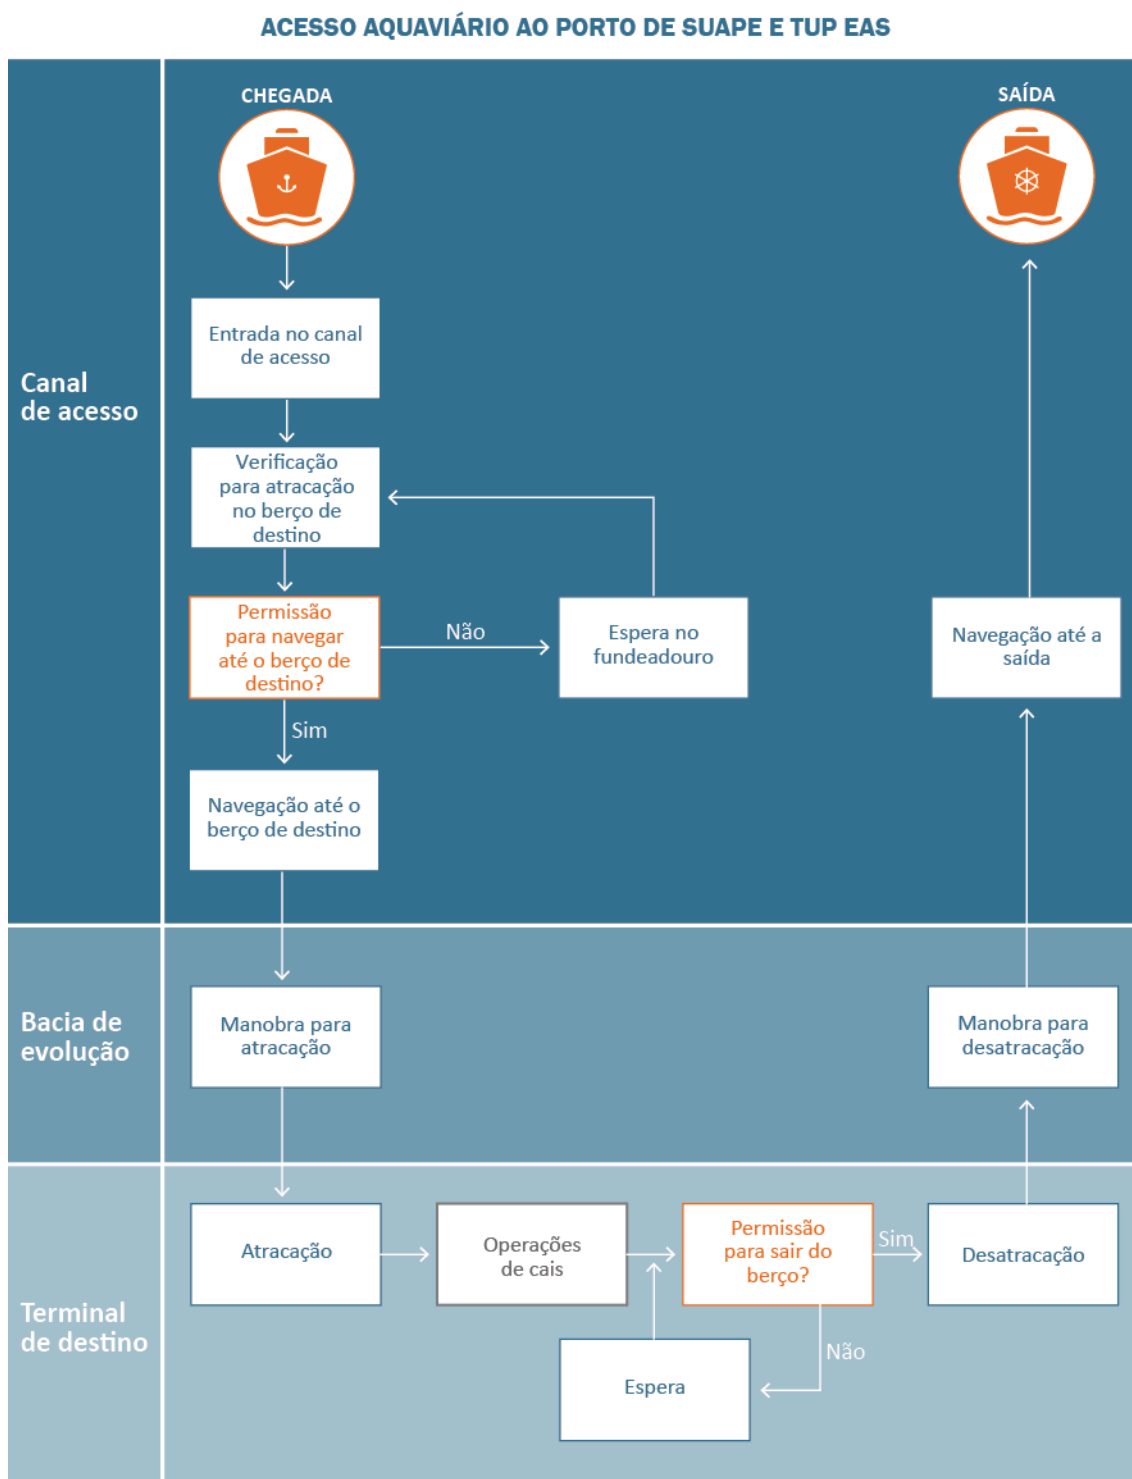 ACESSO AQUAVIÁRIO AO PORTO DE SUAPE E TUP EAS
CHEGADA
SAÍDA
Canal
de acesso
Entrada no canal
de acesso
Verificação
para atracação
no berço de
destino
Permissão
para navegar
até o berço de
destino?
Não
Espera no
fundeadouro
Navegação até a
saída
Sim
Navegação até o
berço de destino
Bacia de
evolução
Manobra para
atracação
Manobra para
desatracação
Terminal
de destino
Atracação
Operações
de cais
Permissão
para sair do
berço?
Sim
Desatracação
Não
Espera